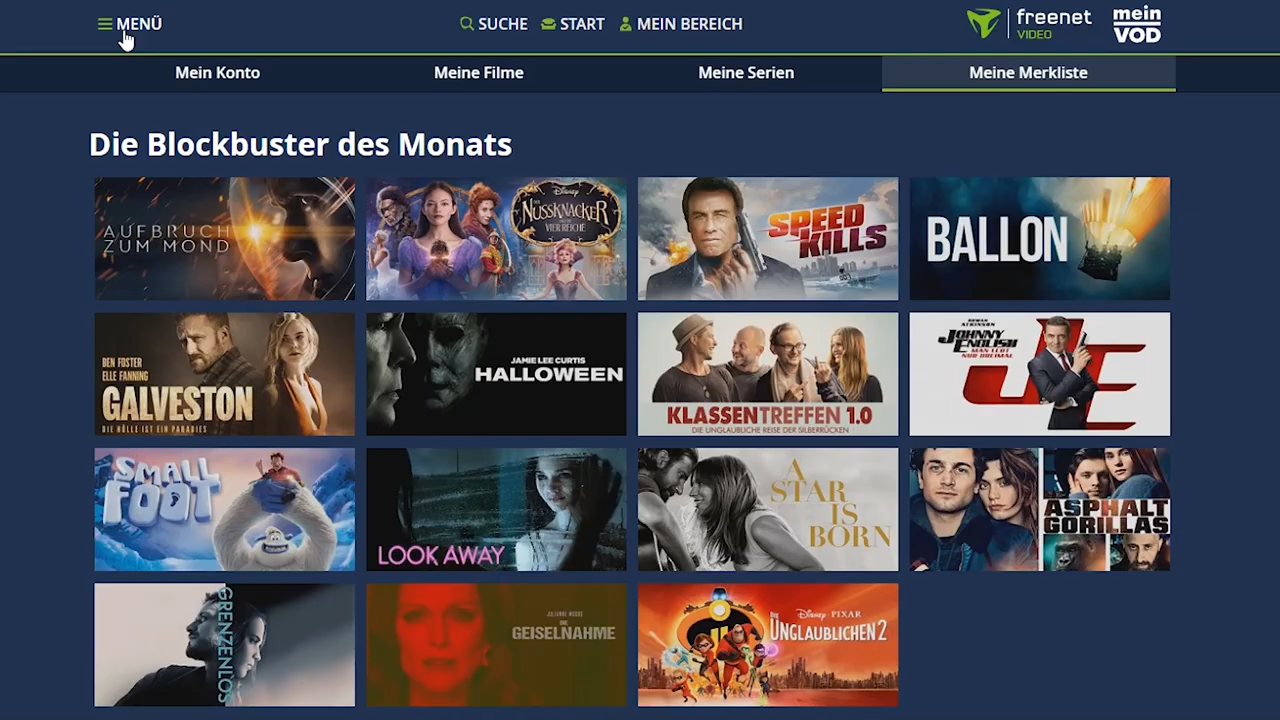 MENÜ
SUCHE
START
MEIN BEREICH
freenet
VIDEO
mein
VOD
Mein Konto
Meine Filme
Meine Serien
Meine Merkliste
Die Blockbuster des Monats
AUFBRUCH
ZUM MOND
Disney
NUSSKNACKER
VIER REICHE
SPEED
KILLS
BALLON
BEN FOSTER
ELLE FANNING
GALVESTON
DIE HÖLLE IST EIN PARADIES
JAMIE LEE CURTIS
HALLOWEEN
KLASSENTREFFEN 1.0
DIE UNGLAUBLICHE REISE DER SILBERRÜCKEN
ROWAN
ATKINSON
JOHNNY
ENGLISH
MAN LEBT
NUR DREIMAL
JE
SMALL
FOOT
LOOK AWAY
A
STAR
IS
BORN
ASPHALT
GORILLAS
GRENZENLOS
JULIANNE MOORE
DIE
GEISELNAHME
Disney · PIXAR
DIE
UNGLAUBLICHEN 2